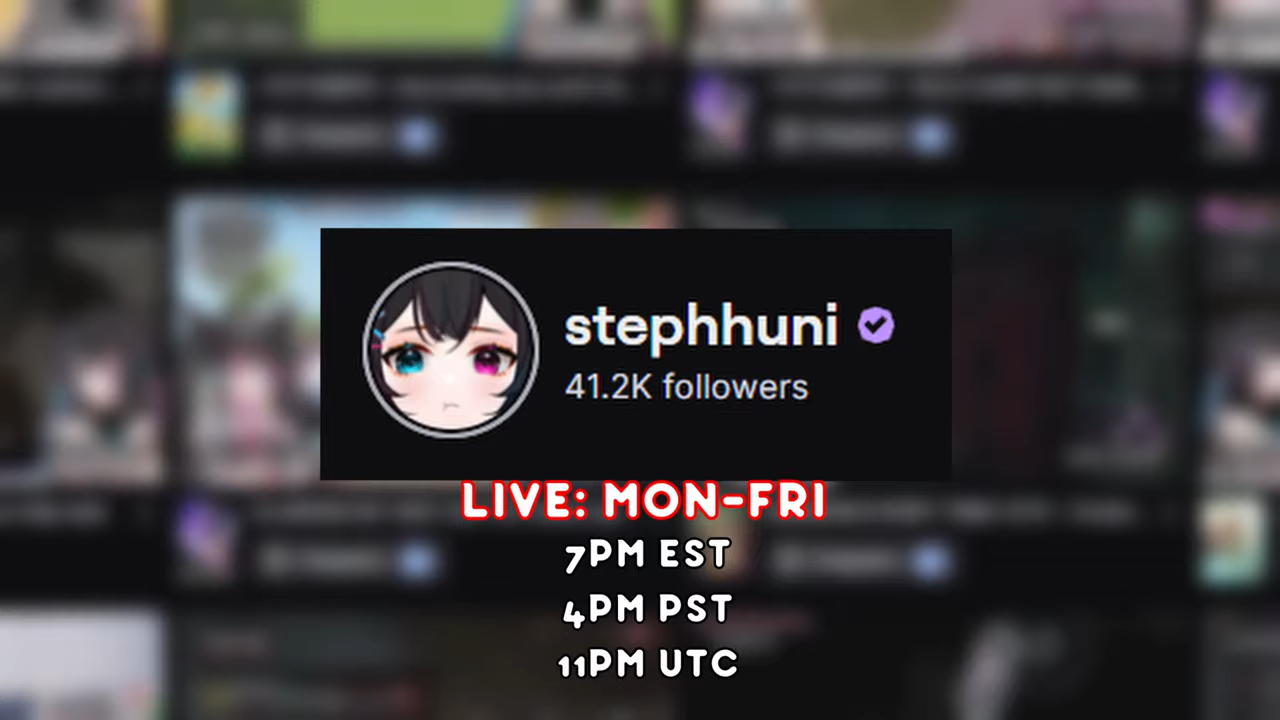 stephhuni
41.2K followers
LIVE: MON-FRI
7PM EST
4PM PST
11PM UTC